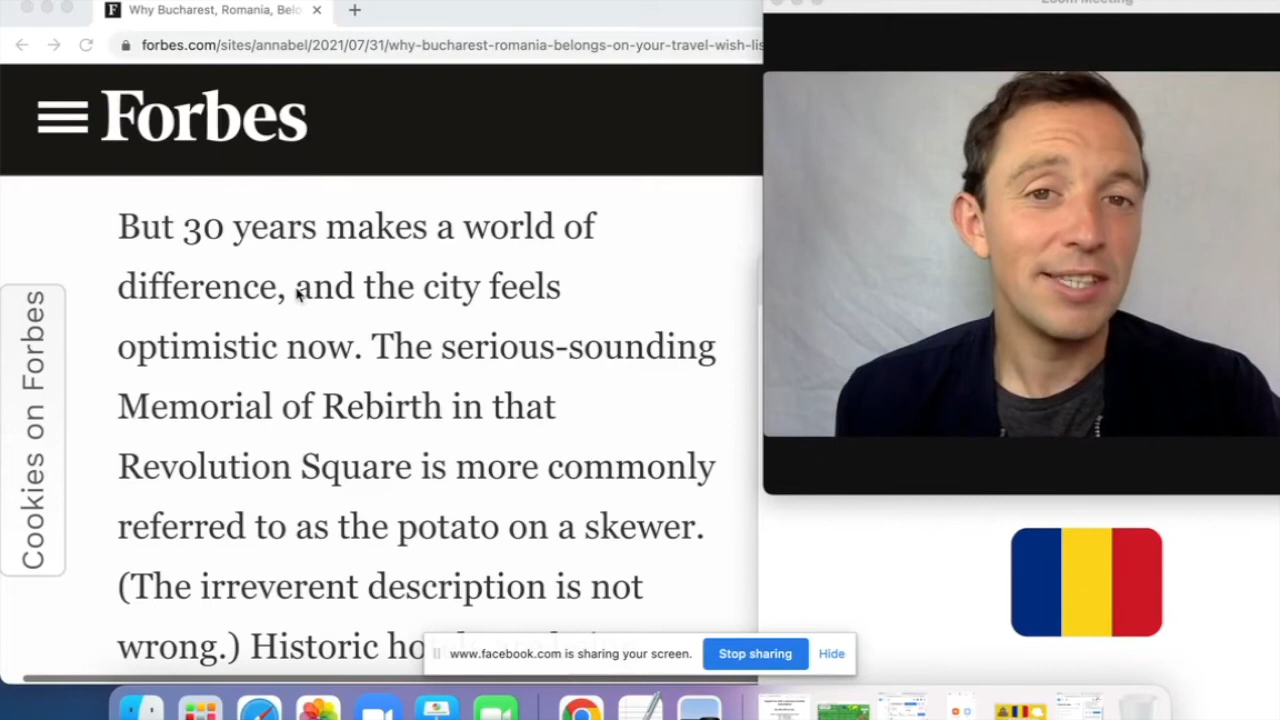 Why Bucharest, Romania, Belo
Zoom Meeting
forbes.com/sites/annabel/2021/07/31/why-bucharest-romania-belongs-on-your-travel-wish-lis
Forbes
Cookies on Forbes
But 30 years makes a world of
difference, and the city feels
optimistic now. The serious-sounding
Memorial of Rebirth in that
Revolution Square is more commonly
referred to as the potato on a skewer.
(The irreverent description is not
wrong.) Historic ho
www.facebook.com is sharing your screen.
Stop sharing
Hide